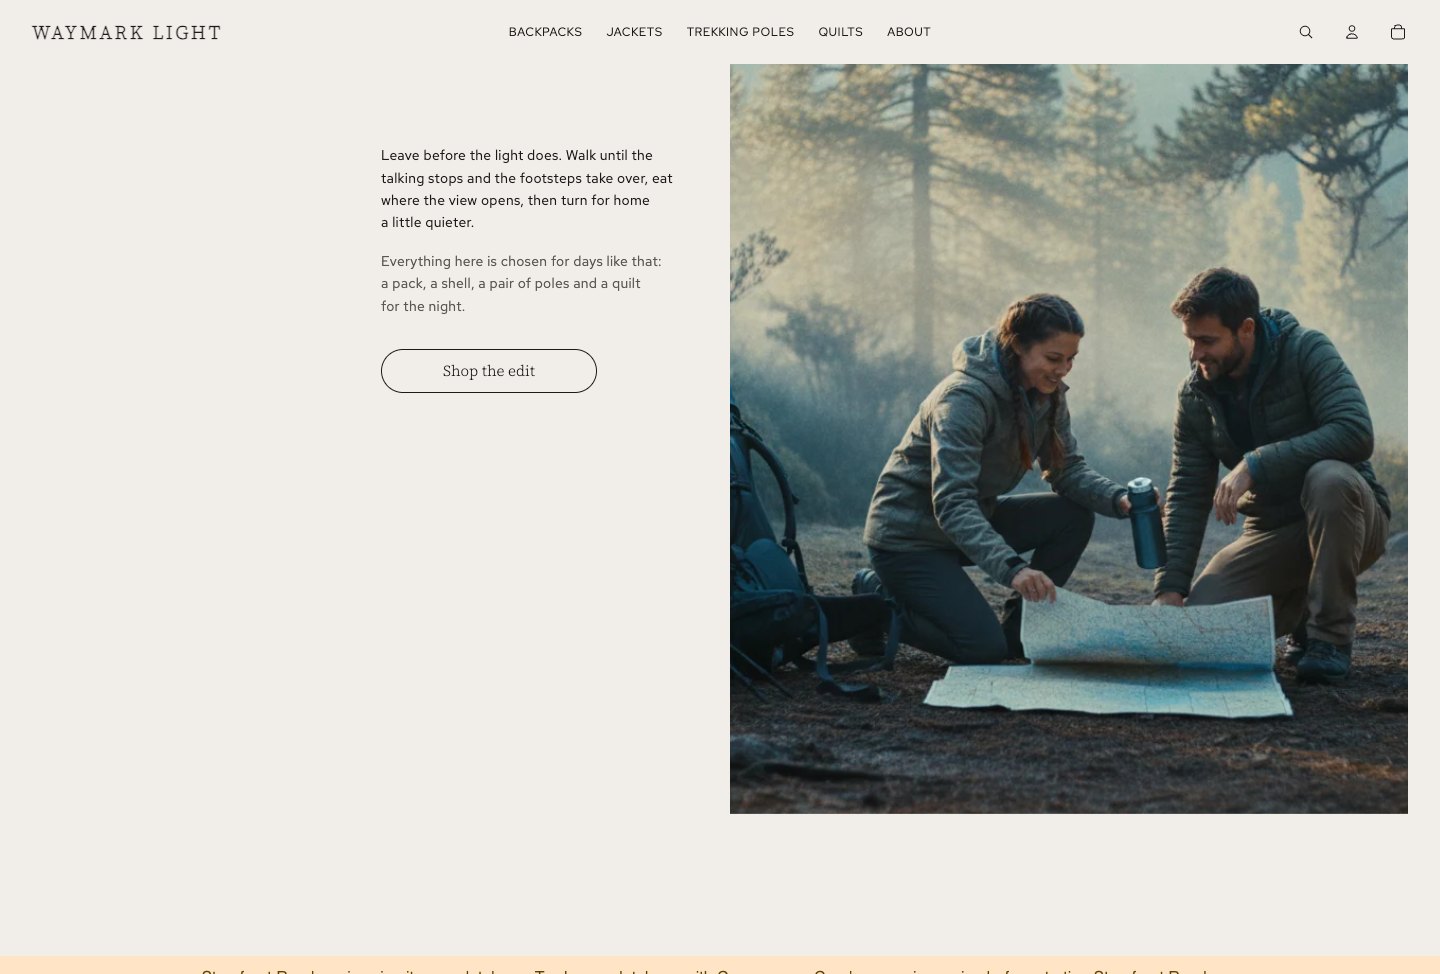 WAYMARK LIGHT
BACKPACKS
JACKETS
TREKKING POLES
QUILTS
ABOUT
Leave before the light does. Walk until the
talking stops and the footsteps take over, eat
where the view opens, then turn for home
a little quieter.
Everything here is chosen for days like that:
a pack, a shell, a pair of poles and a quilt
for the night.
Shop the edit